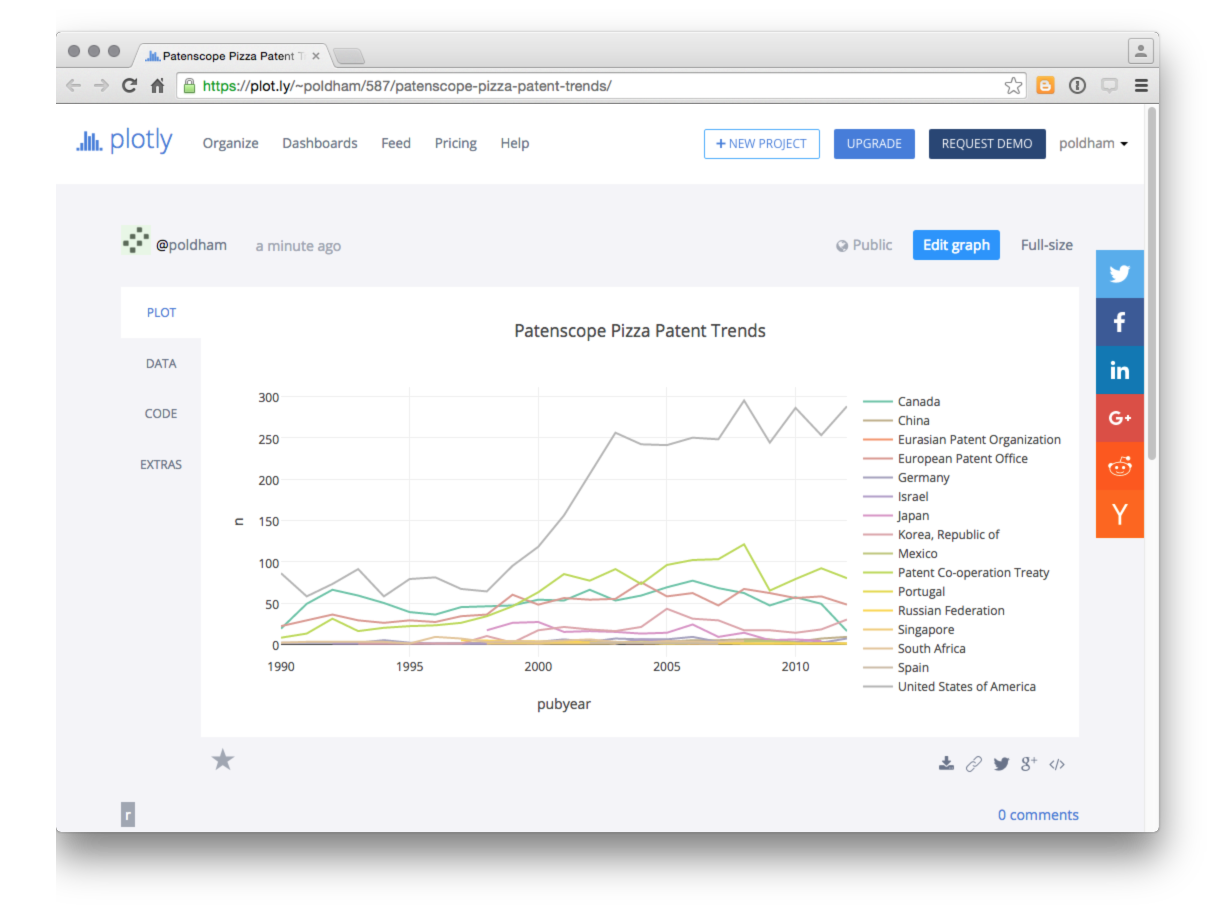 Patenscope Pizza Patent T
https://plot.ly/~poldham/587/patenscope-pizza-patent-trends/
plotly Organize Dashboards Feed Pricing Help + NEW PROJECT UPGRADE REQUEST DEMO poldham
@poldham a minute ago Public Edit graph Full-size
PLOT
DATA
CODE
EXTRAS
Patenscope Pizza Patent Trends
300
250
200
150
100
50
0
n
1990 1995 2000 2005 2010
pubyear
Canada
China
Eurasian Patent Organization
European Patent Office
Germany
Israel
Japan
Korea, Republic of
Mexico
Patent Co-operation Treaty
Portugal
Russian Federation
Singapore
South Africa
Spain
United States of America
f
in
G+
Y
g+ </>
r
0 comments